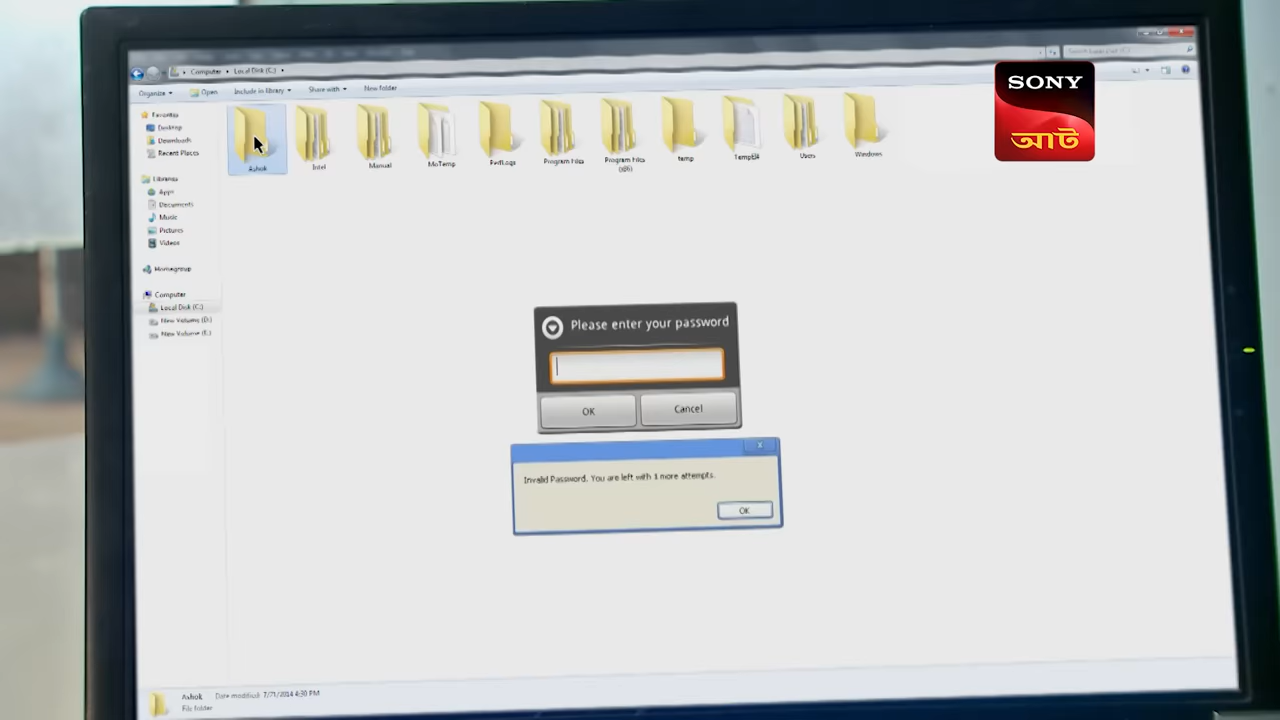 Computer ▸ Local Disk (C:) ▸
Organize ▾ Open Include in library ▾ Share with ▾ New folder
SONY
আট
Favorites
Desktop
Downloads
Recent Places
Libraries
Apps
Documents
Music
Pictures
Videos
Homegroup
Computer
Local Disk (C:)
New Volume (D:)
New Volume (E:)
Ashok
Intel
Manual
MoTemp
PerfLogs
Program Files
Program Files (x86)
temp
Users
Windows
Please enter your password
OK Cancel
Invalid Password. You are left with 1 more attempts.
OK
Ashok Date modified: 7/71/2014 4:30 PM
File folder